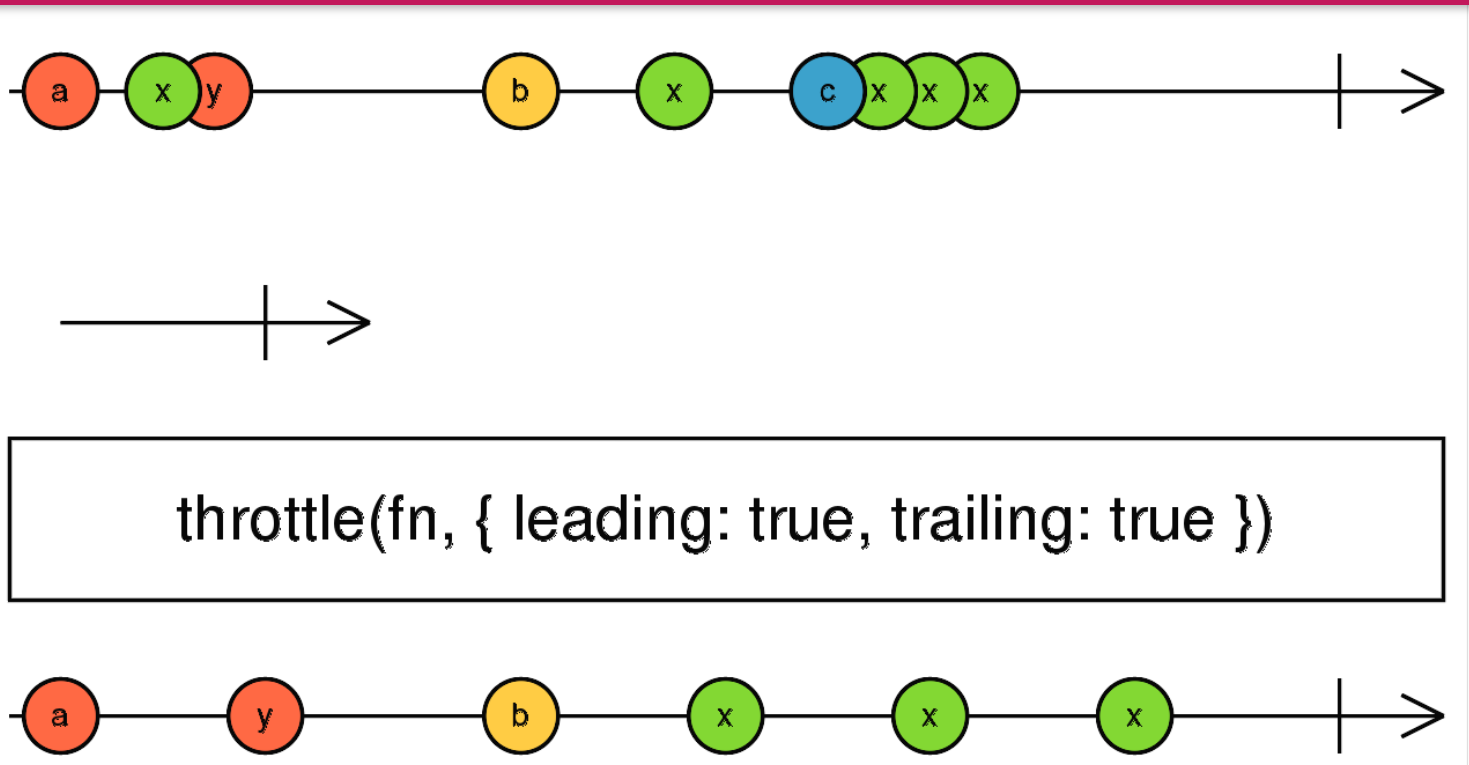 a x y b x c x x x
throttle(fn, { leading: true, trailing: true })
a y b x x x